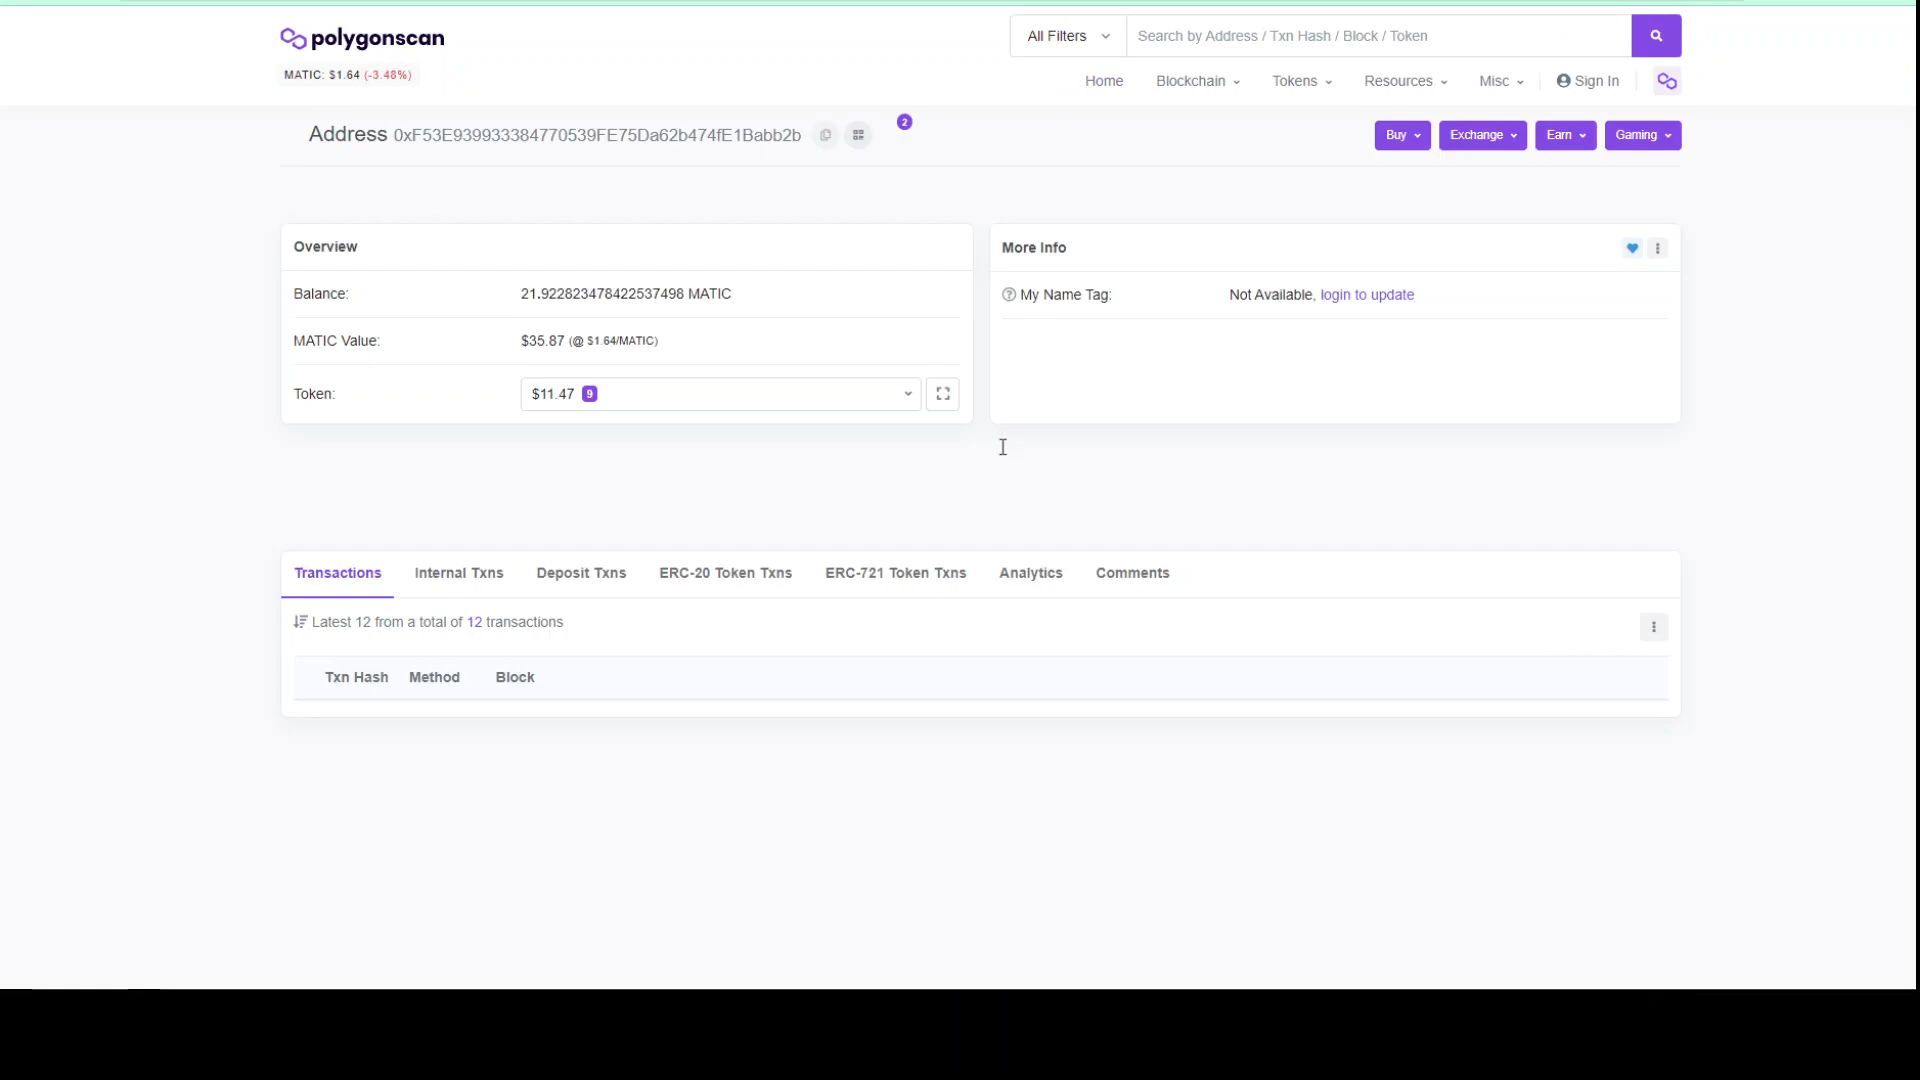 polygonscan
MATIC: $1.64 (-3.48%)
All Filters
Search by Address / Txn Hash / Block / Token
Home Blockchain Tokens Resources Misc Sign In
Address 0xF53E939933384770539FE75Da62b474fE1Babb2b
2
Buy Exchange Earn Gaming
Overview
Balance: 21.922823478422537498 MATIC
MATIC Value: $35.87 (@ $1.64/MATIC)
Token: $11.47 9
More Info
My Name Tag: Not Available, login to update
Transactions Internal Txns Deposit Txns ERC-20 Token Txns ERC-721 Token Txns Analytics Comments
Latest 12 from a total of 12 transactions
Txn Hash Method Block